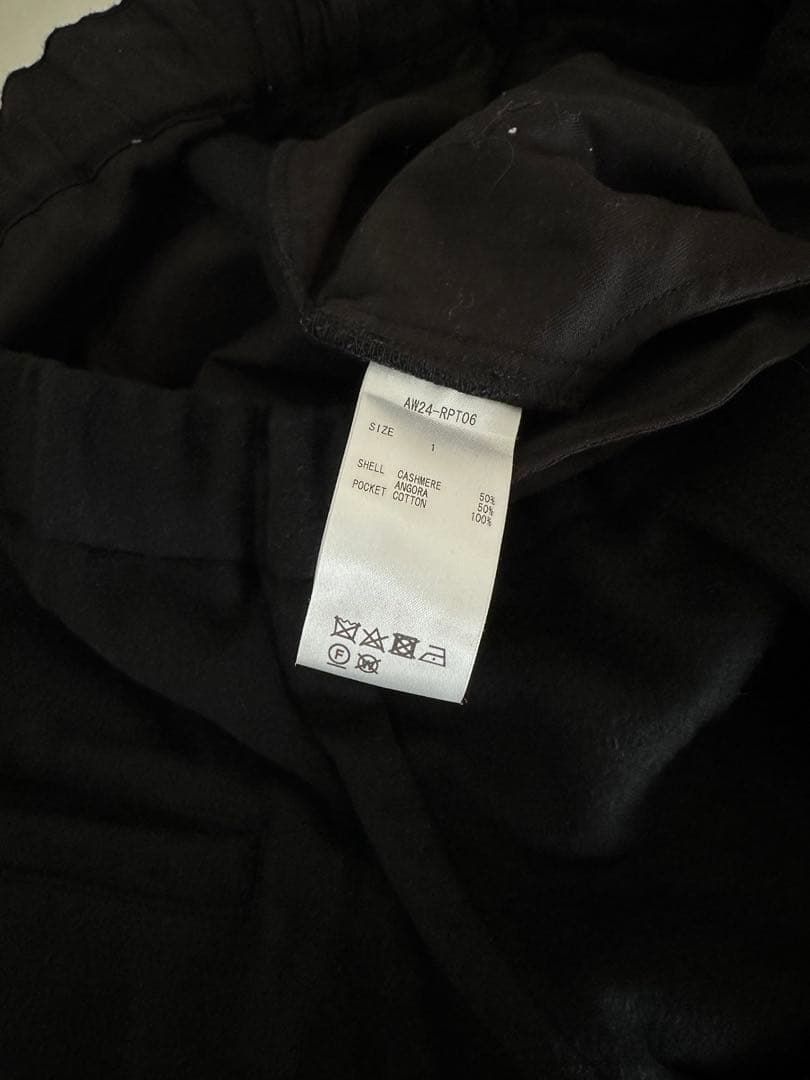 AW24-RPT06
SIZE 1
SHELL CASHMERE 50%
ANGORA 50%
POCKET COTTON 100%
F W